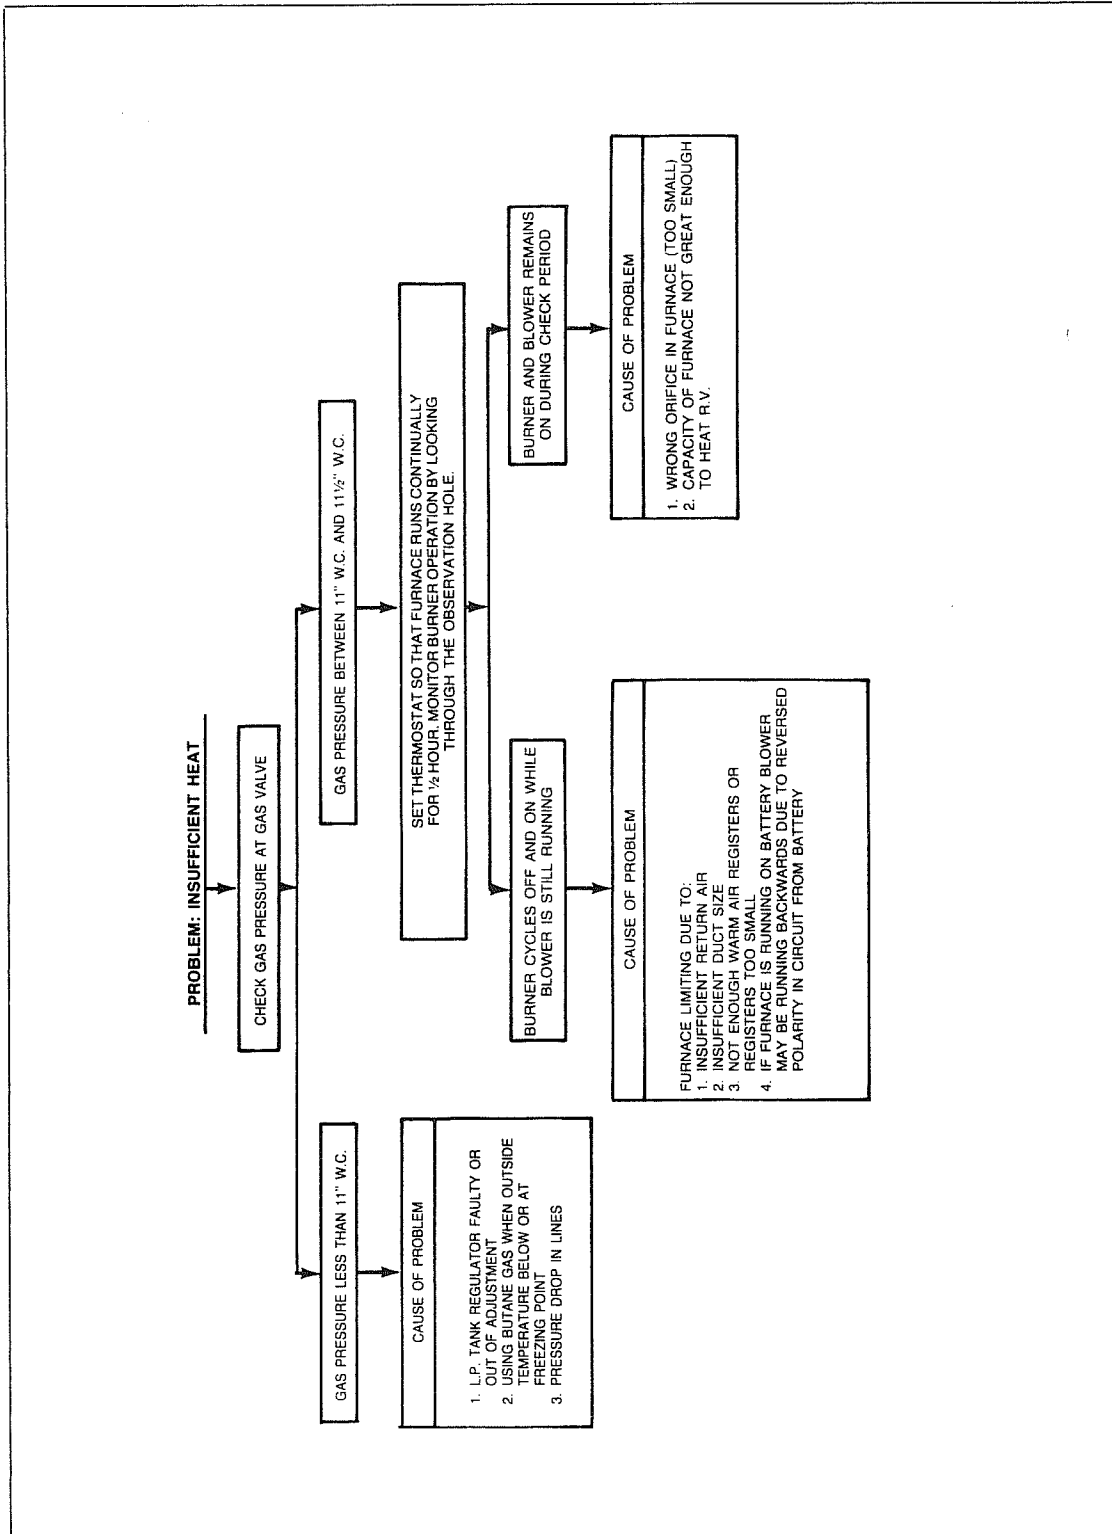 PROBLEM: INSUFFICIENT HEAT
CHECK GAS PRESSURE AT GAS VALVE
GAS PRESSURE LESS THAN 11" W.C.
CAUSE OF PROBLEM
1. L.P. TANK REGULATOR FAULTY OR
OUT OF ADJUSTMENT
2. USING BUTANE GAS WHEN OUTSIDE
TEMPERATURE BELOW OR AT
FREEZING POINT
3. PRESSURE DROP IN LINES
GAS PRESSURE BETWEEN 11" W.C. AND 11½" W.C.
SET THERMOSTAT SO THAT FURNACE RUNS CONTINUALLY
FOR ½ HOUR. MONITOR BURNER OPERATION BY LOOKING
THROUGH THE OBSERVATION HOLE.
BURNER CYCLES OFF AND ON WHILE
BLOWER IS STILL RUNNING
CAUSE OF PROBLEM
FURNACE LIMITING DUE TO:
1. INSUFFICIENT RETURN AIR
2. INSUFFICIENT DUCT SIZE
3. NOT ENOUGH WARM AIR REGISTERS OR
REGISTERS TOO SMALL
4. IF FURNACE IS RUNNING ON BATTERY BLOWER
MAY BE RUNNING BACKWARDS DUE TO REVERSED
POLARITY IN CIRCUIT FROM BATTERY
BURNER AND BLOWER REMAINS
ON DURING CHECK PERIOD
CAUSE OF PROBLEM
1. WRONG ORIFICE IN FURNACE (TOO SMALL)
2. CAPACITY OF FURNACE NOT GREAT ENOUGH
TO HEAT R.V.